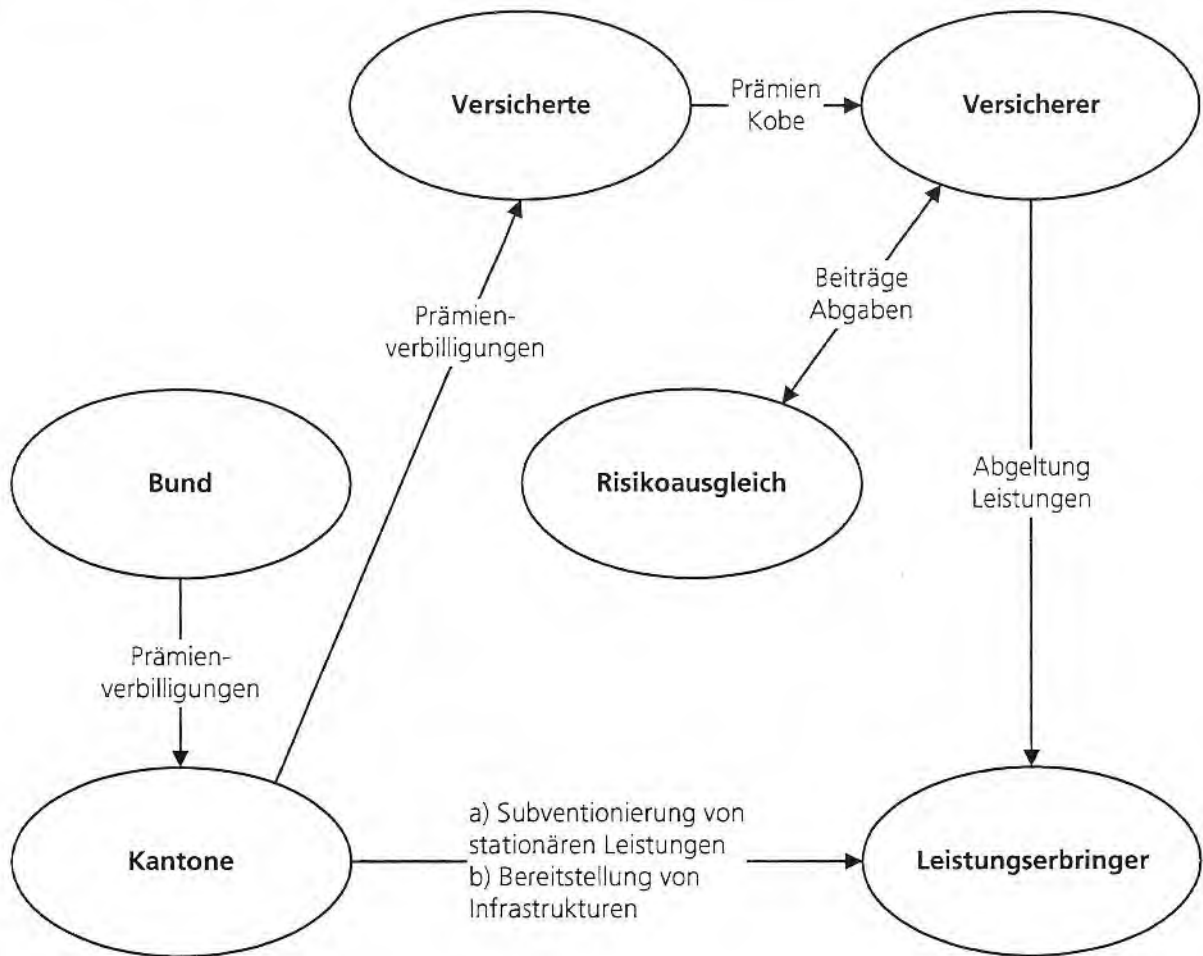 Versicherte
Prämien
Kobe
Versicherer
Beiträge
Abgaben
Prämien-
verbilligungen
Bund
Risikoausgleich
Abgeltung
Leistungen
Prämien-
verbilligungen
Kantone
a) Subventionierung von
stationären Leistungen
b) Bereitstellung von
Infrastrukturen
Leistungserbringer